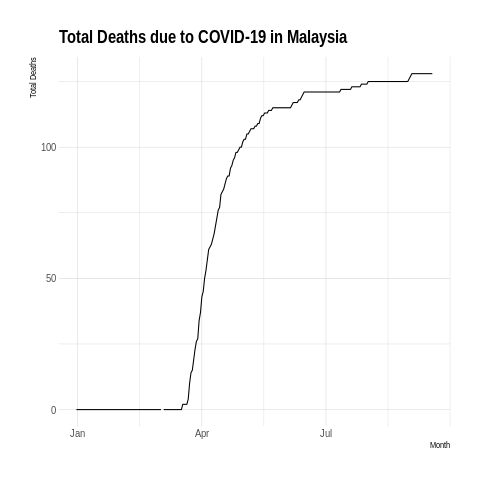 Total Deaths due to COVID-19 in Malaysia
Total Deaths
100
50
0
Jan Apr Jul
Month